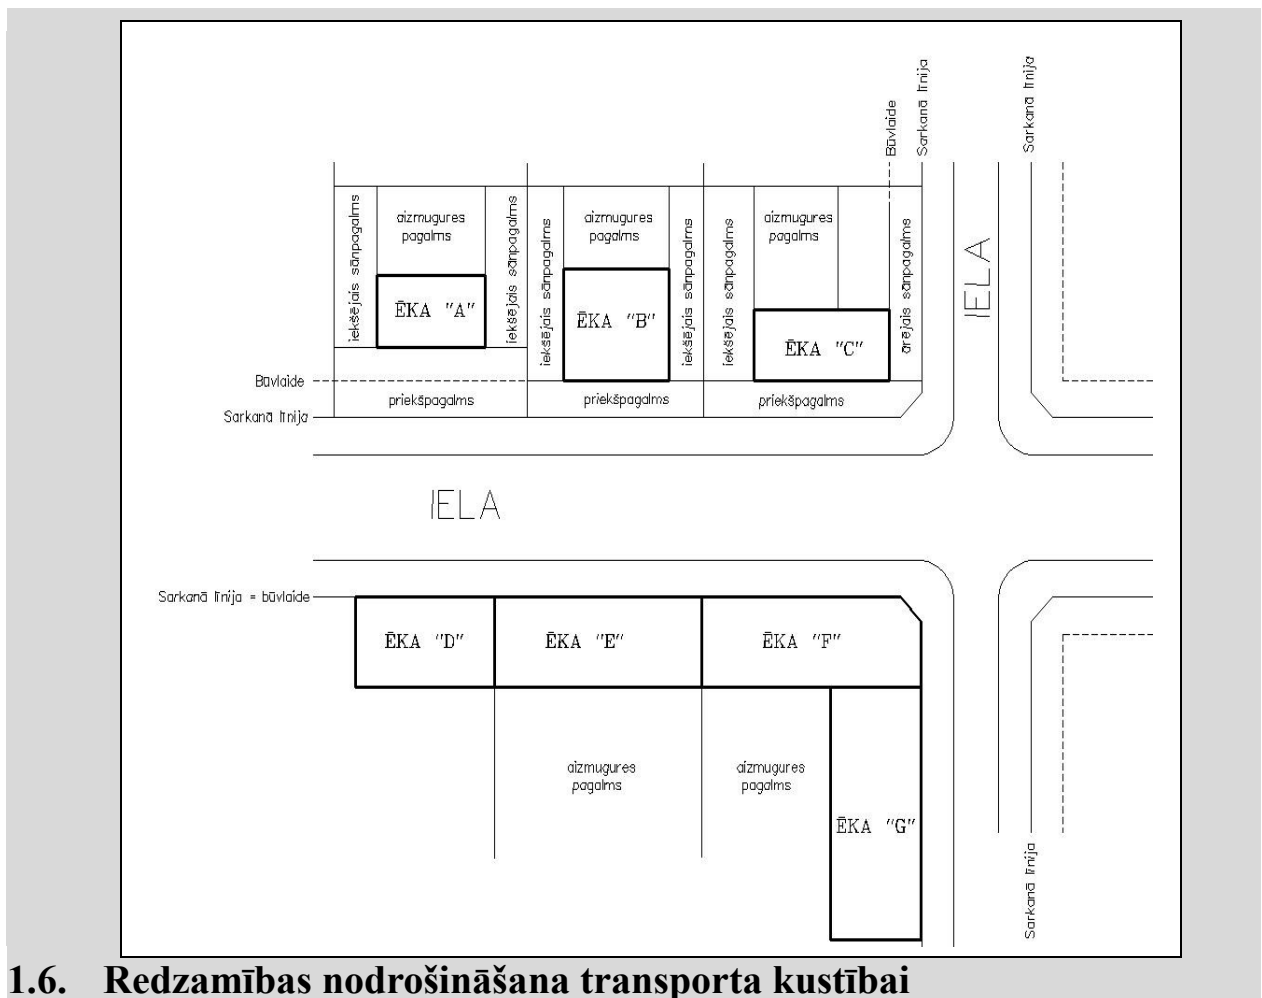 Būvlaide
Sarkanā līnija
Sarkanā līnija
iekšējais sānpagalms
aizmugures
pagalms
iekšējais sānpagalms
iekšējais sānpagalms
aizmugures
pagalms
iekšējais sānpagalms
iekšējais sānpagalms
aizmugures
pagalms
ārējais sānpagalms
IELA
ĒKA "A"
ĒKA "B"
ĒKA "C"
Būvlaide
priekšpagalms
priekšpagalms
priekšpagalms
Sarkanā līnija
IELA
Sarkanā līnija = būvlaide
ĒKA "D"
ĒKA "E"
ĒKA "F"
aizmugures
pagalms
aizmugures
pagalms
ĒKA "G"
Sarkanā līnija
1.6. Redzamības nodrošināšana transporta kustībai